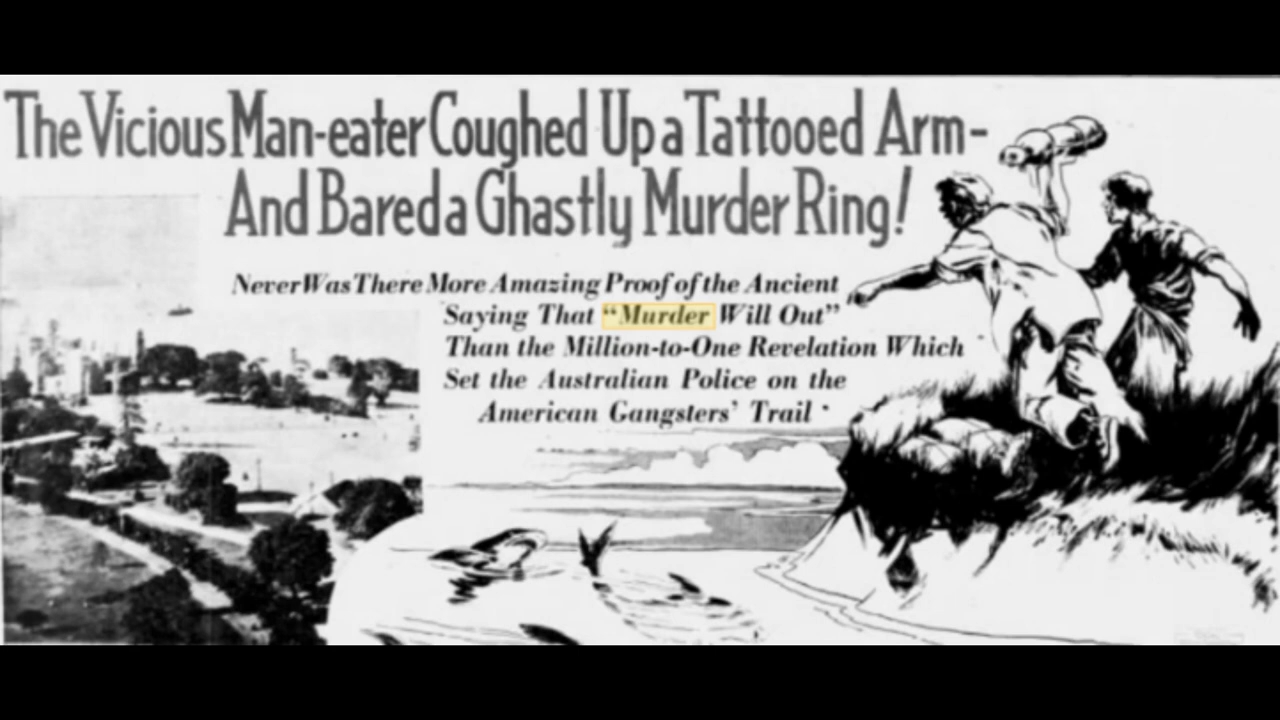 The Vicious Man-eater Coughed Up a Tattooed Arm-
And Bared a Ghastly Murder Ring!
Never Was There More Amazing Proof of the Ancient
Saying That “Murder Will Out”
Than the Million-to-One Revelation Which
Set the Australian Police on the
American Gangsters’ Trail